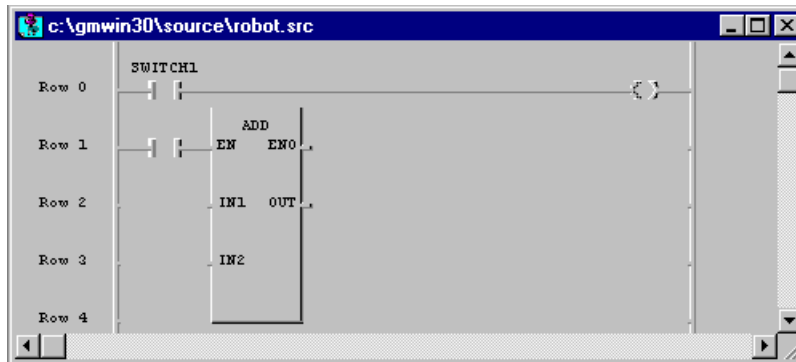 c:\gmwin30\source\robot.src
SWITCH1
Row 0
ADD
Row 1 EN ENO
Row 2 IN1 OUT
Row 3 IN2
Row 4